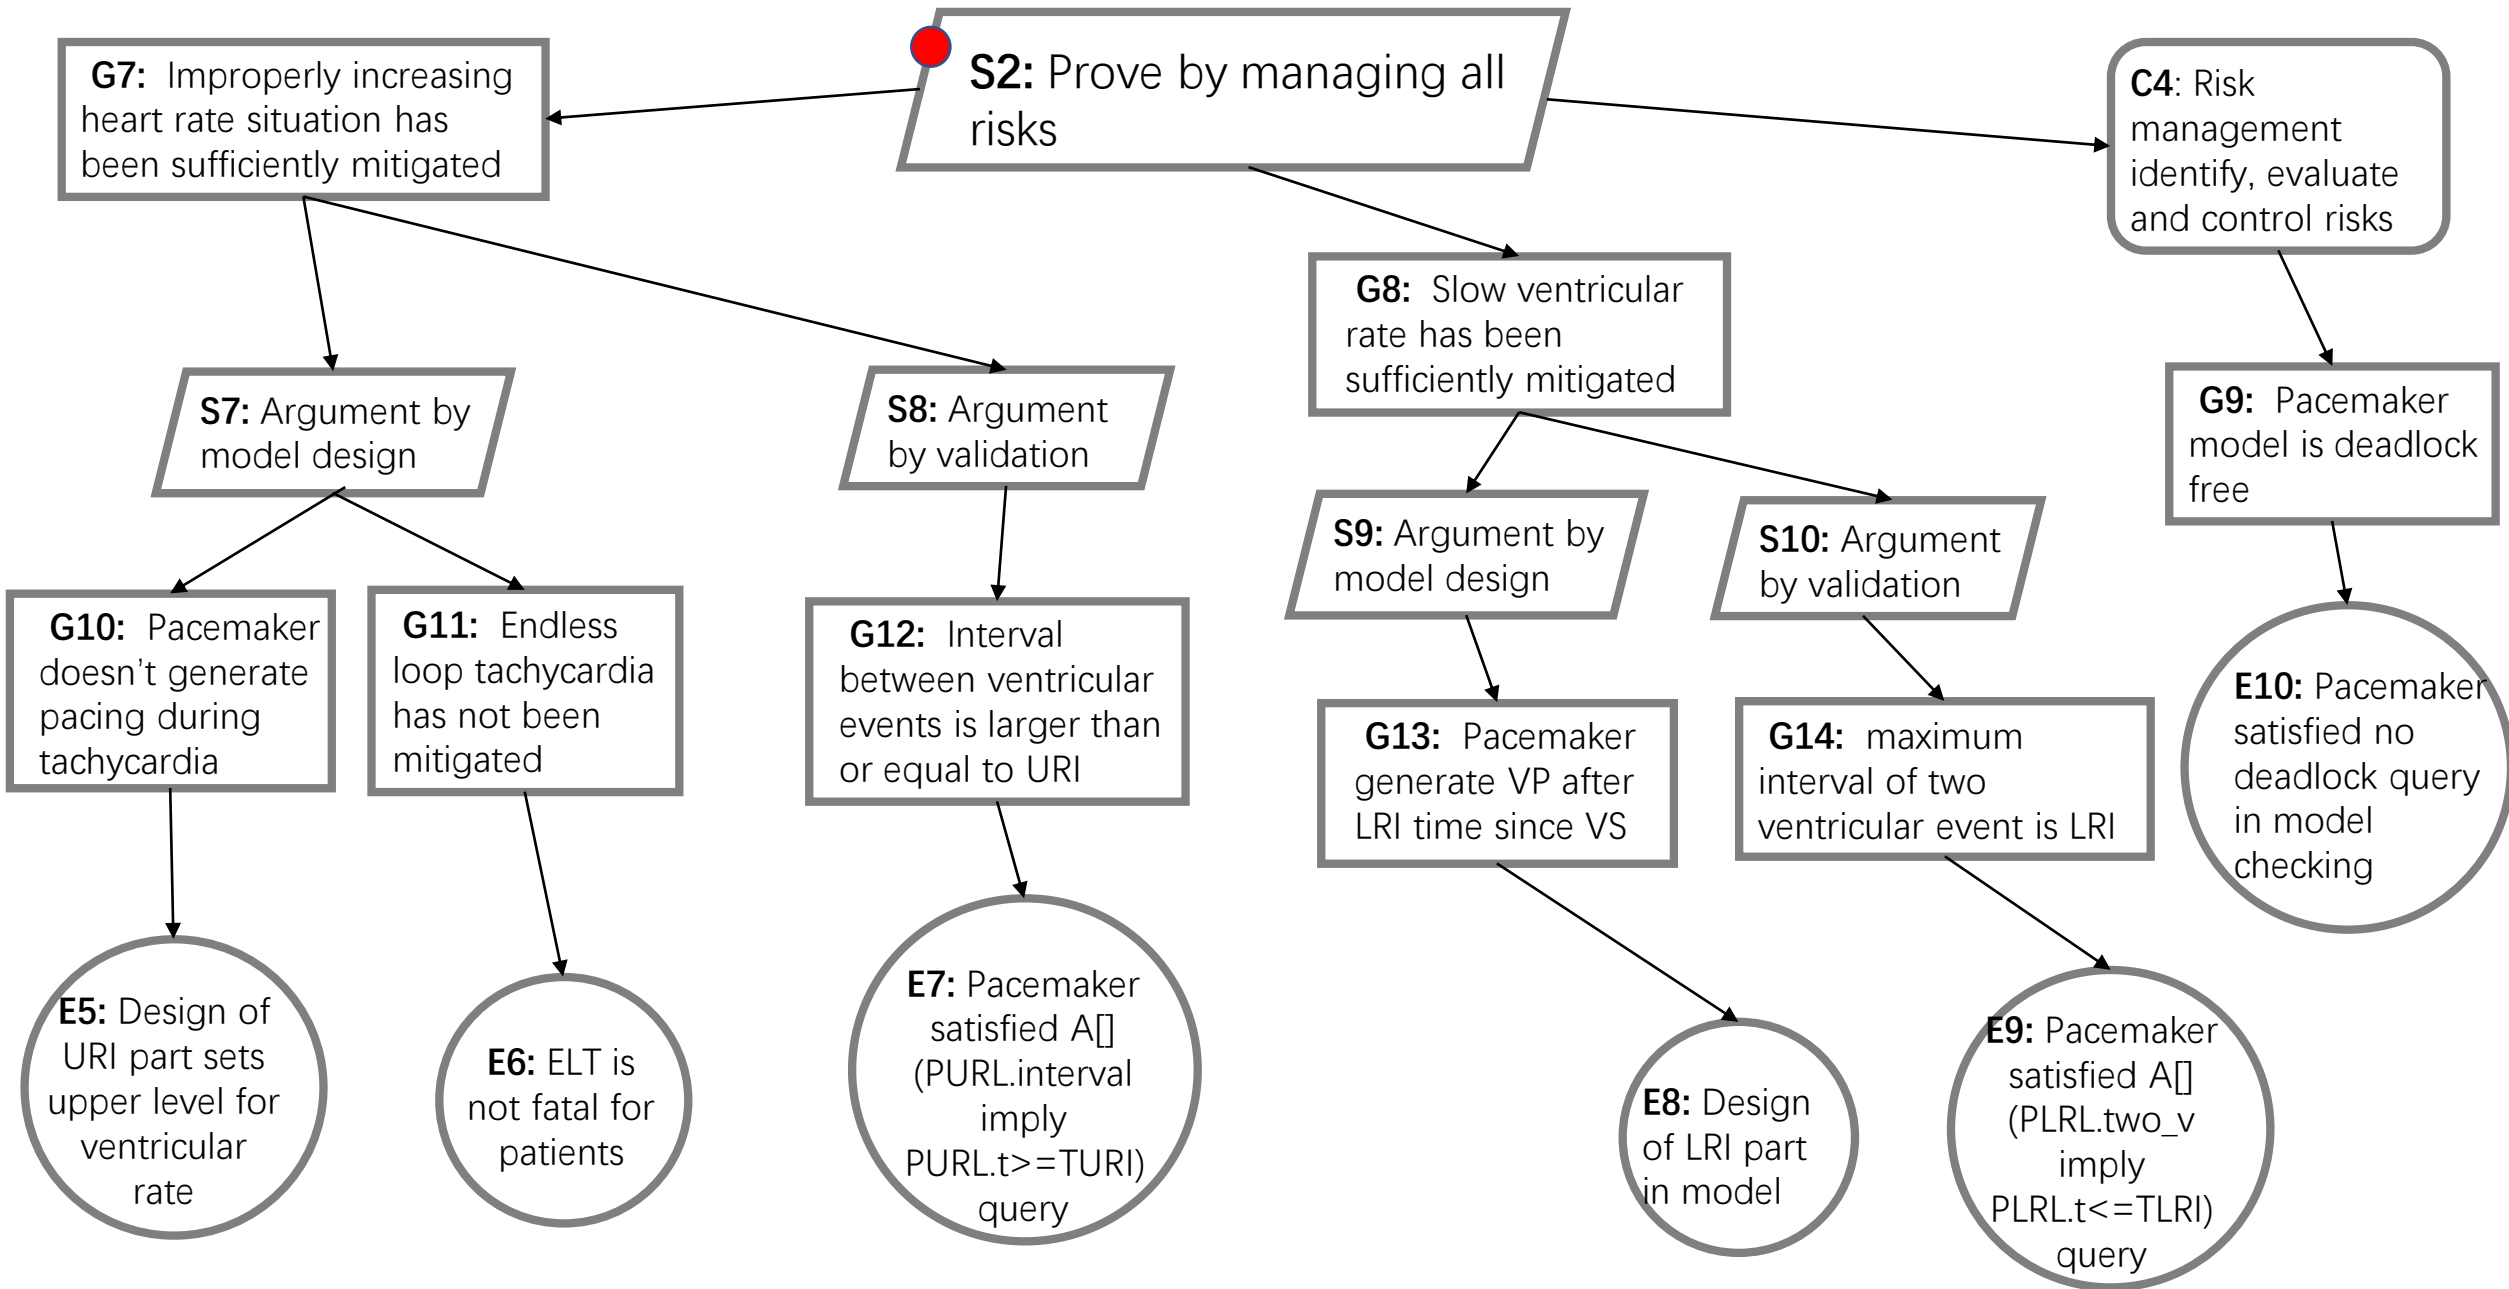 G7: Improperly increasing
heart rate situation has
been sufficiently mitigated
S2: Prove by managing all
risks
C4: Risk
management
identify, evaluate
and control risks
G8: Slow ventricular
rate has been
sufficiently mitigated
S7: Argument by
model design
S8: Argument
by validation
G9: Pacemaker
model is deadlock
free
S9: Argument by
model design
S10: Argument
by validation
G10: Pacemaker
doesn't generate
pacing during
tachycardia
G11: Endless
loop tachycardia
has not been
mitigated
G12: Interval
between ventricular
events is larger than
or equal to URI
G13: Pacemaker
generate VP after
LRI time since VS
G14: maximum
interval of two
ventricular event is LRI
E10: Pacemaker
satisfied no
deadlock query
in model
checking
E5: Design of
URI part sets
upper level for
ventricular
rate
E6: ELT is
not fatal for
patients
E7: Pacemaker
satisfied A[]
(PURL.interval
imply
PURL.t>=TURI)
query
E8: Design
of LRI part
in model
E9: Pacemaker
satisfied A[]
(PLRL.two_v
imply
PLRL.t<=TLRI)
query